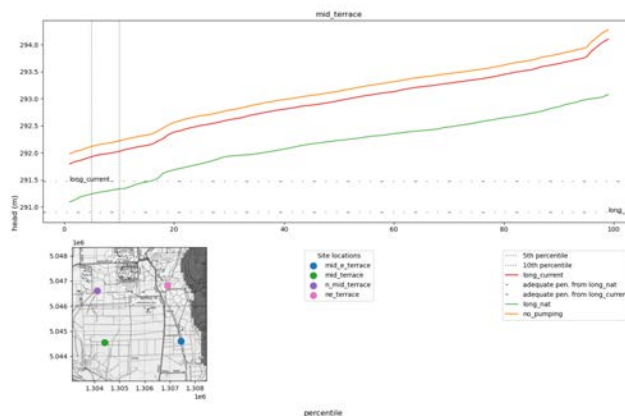 mid_terrace
294.0
293.5
293.0
292.5
292.0
291.5
291.0
head (m)
long_current
long_
0
20
40
60
80
100
1e6
5.048
5.047
5.046
5.045
5.044
1.304
1.305
1.306
1.307
1.308
1e6
Site locations
mid_e_terrace
mid_terrace
n_mid_terrace
ne_terrace
5th percentile
10th percentile
long_current
adequate pen. from long_nat
adequate pen. from long_current
long_nat
no_pumping
percentile